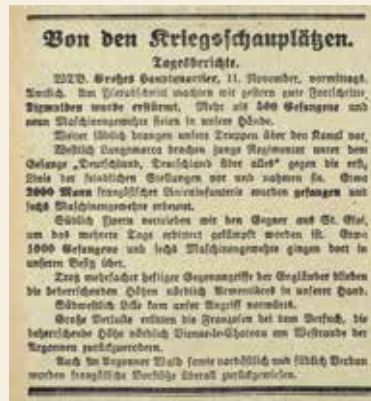 Von den Kriegsschauplätzen.
Tagesberichte.
WTB. Großes Hauptquartier, 11. November, vormittags.
Amtlich. Am Yserabschnitt machten wir gestern gute Fortschritte.
Dixmuiden wurde erstürmt. Mehr als 500 Gefangene und
neun Maschinengewehre fielen in unsere Hände.
Weiter südlich drangen unsere Truppen über den Kanal vor.
Westlich Langemarck brachen junge Regimenter unter dem
Gesange „Deutschland, Deutschland über alles“ gegen die erste
Linie der feindlichen Stellungen vor und nahmen sie. Etwa
2000 Mann französischer Linieninfanterie wurden gefangen und
sechs Maschinengewehre erbeutet.
Südlich Ypern vertrieben wir den Gegner aus St. Eloi,
um das mehrere Tage erbittert gekämpft worden ist. Etwa
1000 Gefangene und sechs Maschinengewehre gingen dort in
unseren Besitz über.
Trotz mehrfacher heftiger Gegenangriffe der Engländer blieben
die beherrschenden Höhen nördlich Armentières in unserer Hand.
Südwestlich Lille kam unser Angriff vorwärts.
Große Verluste erlitten die Franzosen bei dem Versuch, die
beherrschende Höhe nördlich Vienne-le-Chateau am Westrande der
Argonnen zurückzuerobern.
Auch im Argonner Wald sowie nordöstlich und südlich Verdun
wurden französische Vorstöße überall zurückgewiesen.